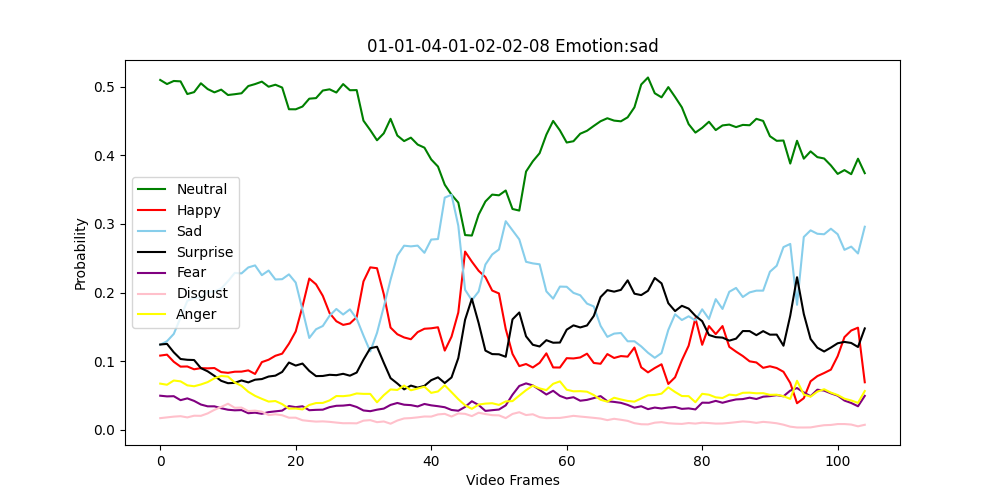 01-01-04-01-02-02-08 Emotion:sad
Probability
0.5
0.4
0.3
0.2
0.1
0.0
Neutral
Happy
Sad
Surprise
Fear
Disgust
Anger
0 20 40 60 80 100
Video Frames